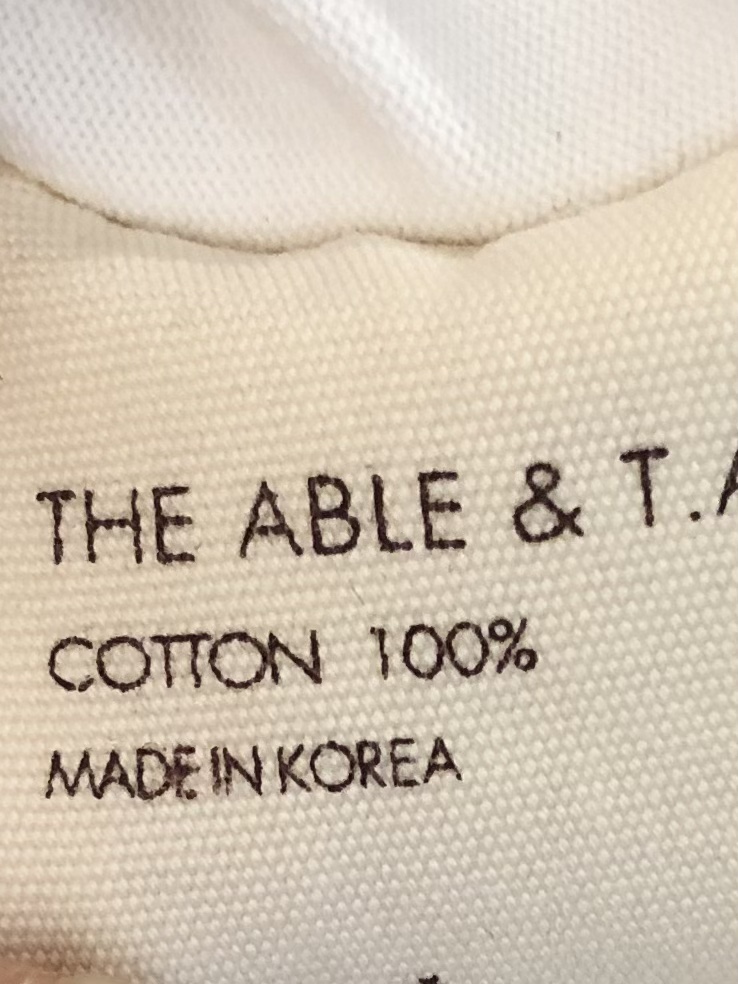 THE ABLE & T.A
COTTON 100%
MADE IN KOREA